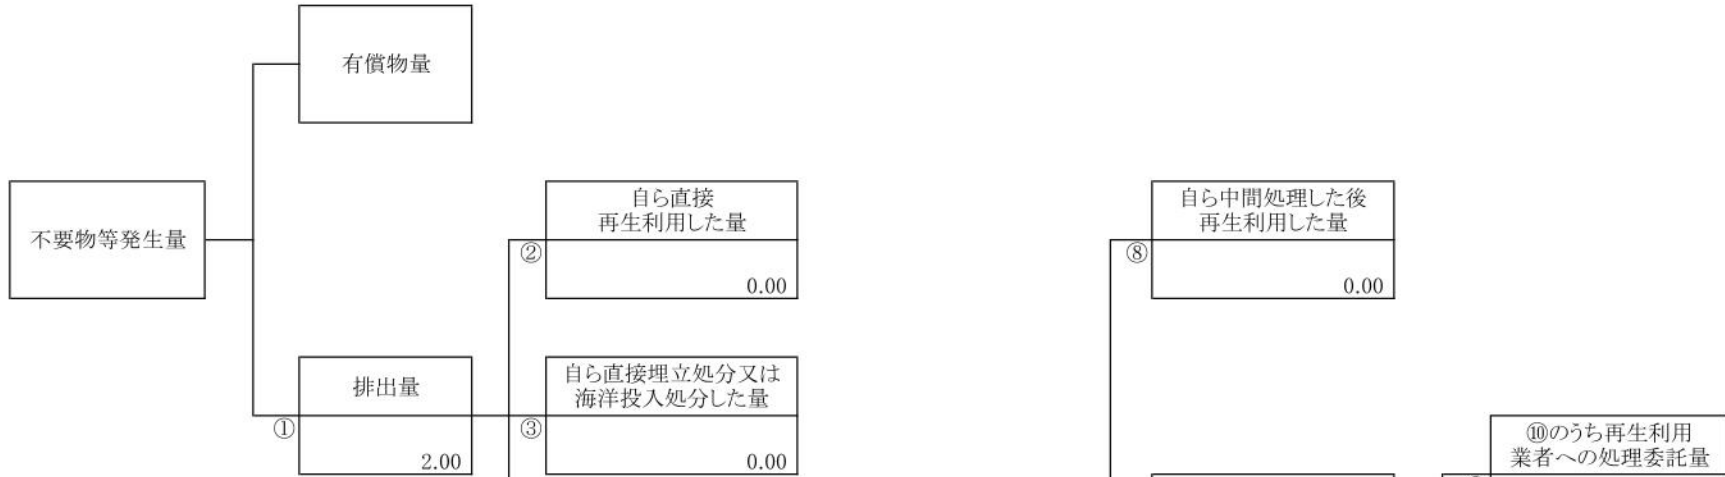 有償物量
不要物等発生量
自ら直接
再生利用した量
②
0.00
自ら中間処理した後
再生利用した量
⑧
0.00
排出量
①
2.00
自ら直接埋立処分又は
海洋投入処分した量
③
0.00
⑩のうち再生利用
業者への処理委託量